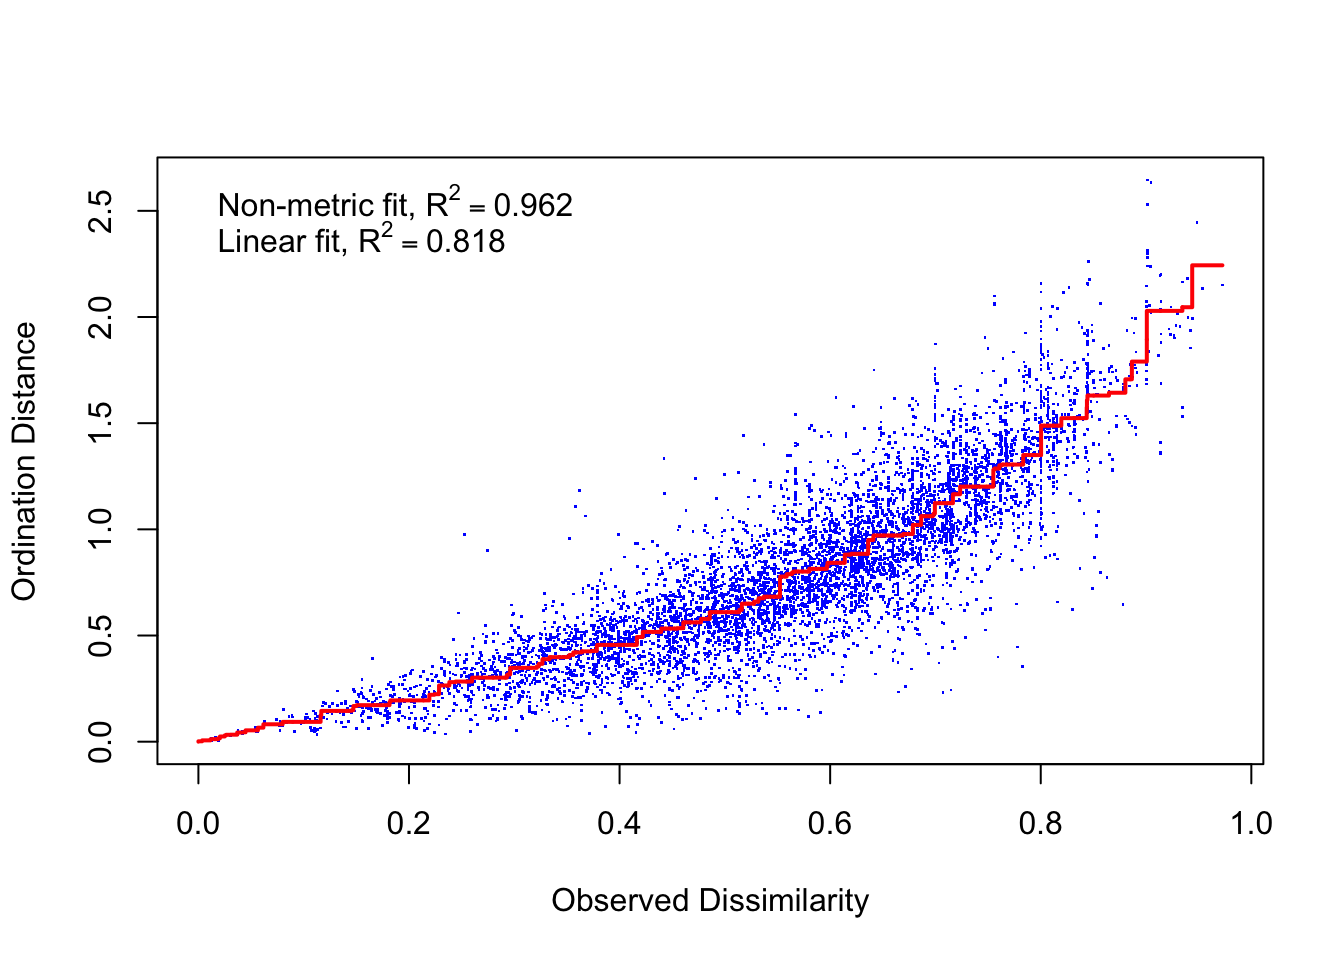 Non-metric fit, R² = 0.962
Linear fit, R² = 0.818
2.5
2.0
1.5
1.0
0.5
0.0
Ordination Distance
0.0 0.2 0.4 0.6 0.8 1.0
Observed Dissimilarity